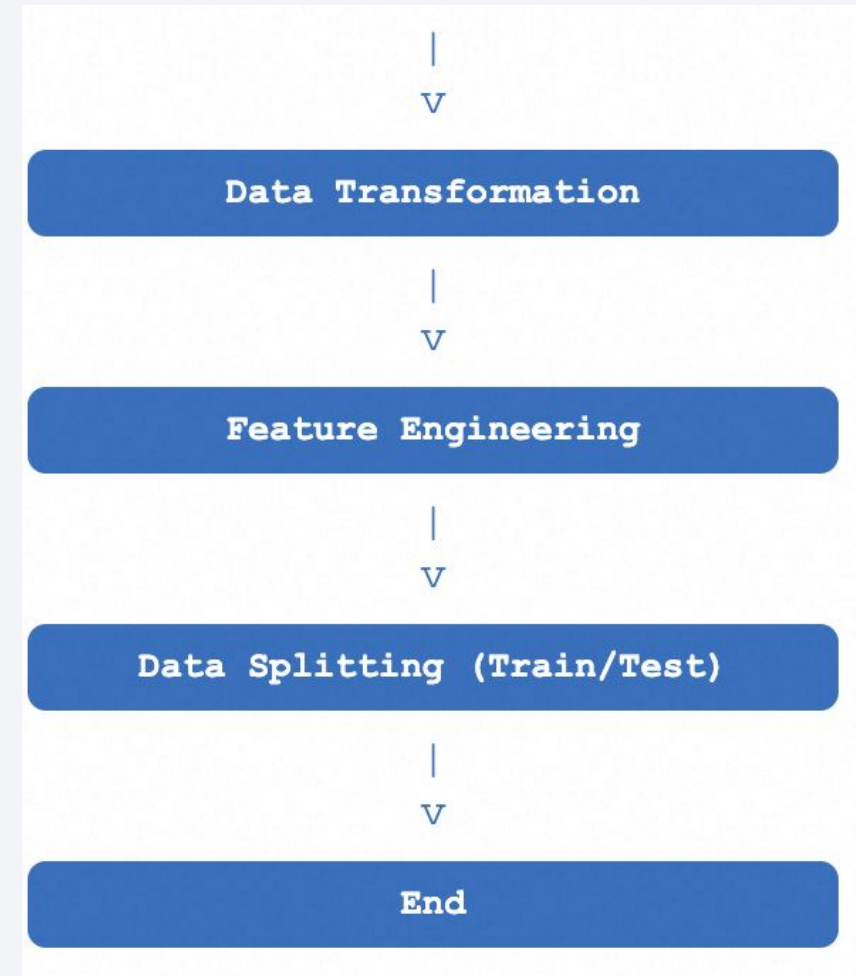 |
v
Data Transformation
|
v
Feature Engineering
|
v
Data Splitting (Train/Test)
|
v
End